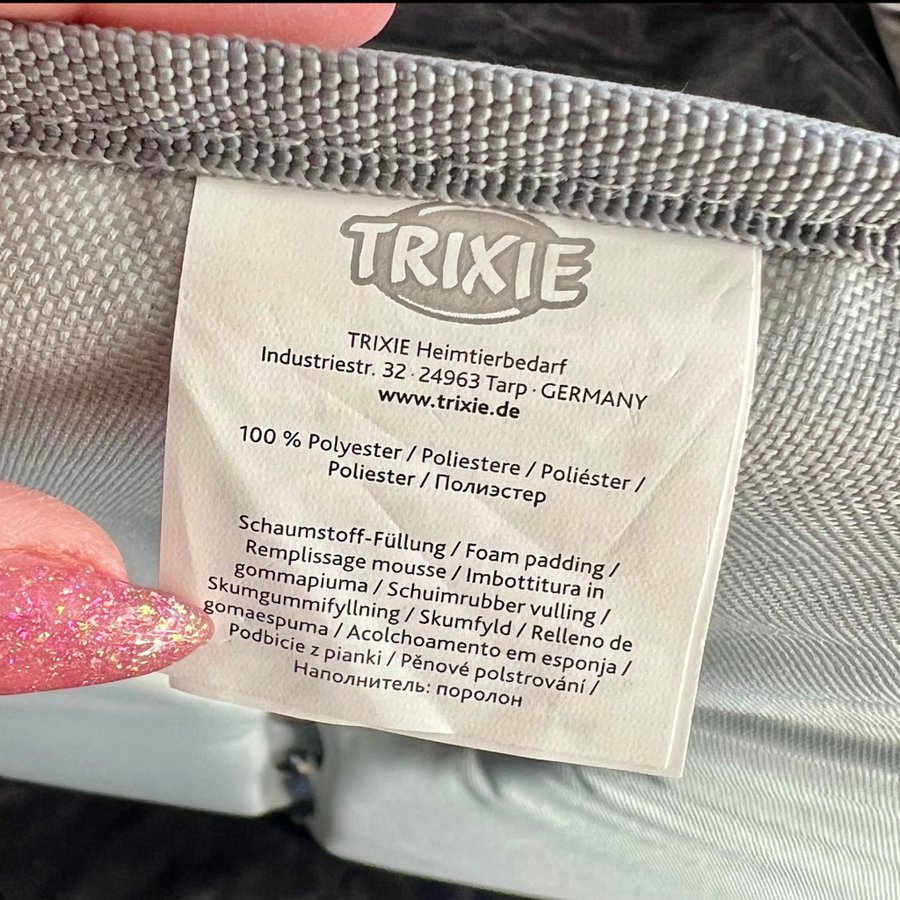 TRIXIE
TRIXIE Heimtierbedarf
Industriestr. 32 · 24963 Tarp · GERMANY
www.trixie.de
100 % Polyester / Poliestere / Poliéster /
Poliester / Полиэстер
Schaumstoff-Füllung / Foam padding /
Remplissage mousse / Imbottitura in
gommapiuma / Schuimrubber vulling /
Skumgummifyllning / Skumfyld / Relleno de
gomaespuma / Acolchoamento em esponja /
Podbicie z pianki / Pěnové polstrování /
Наполнитель: поролон